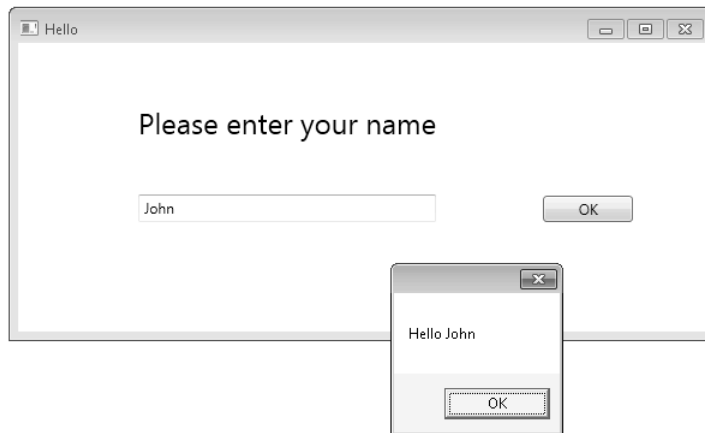 Hello
Please enter your name
John
OK
Hello John
OK